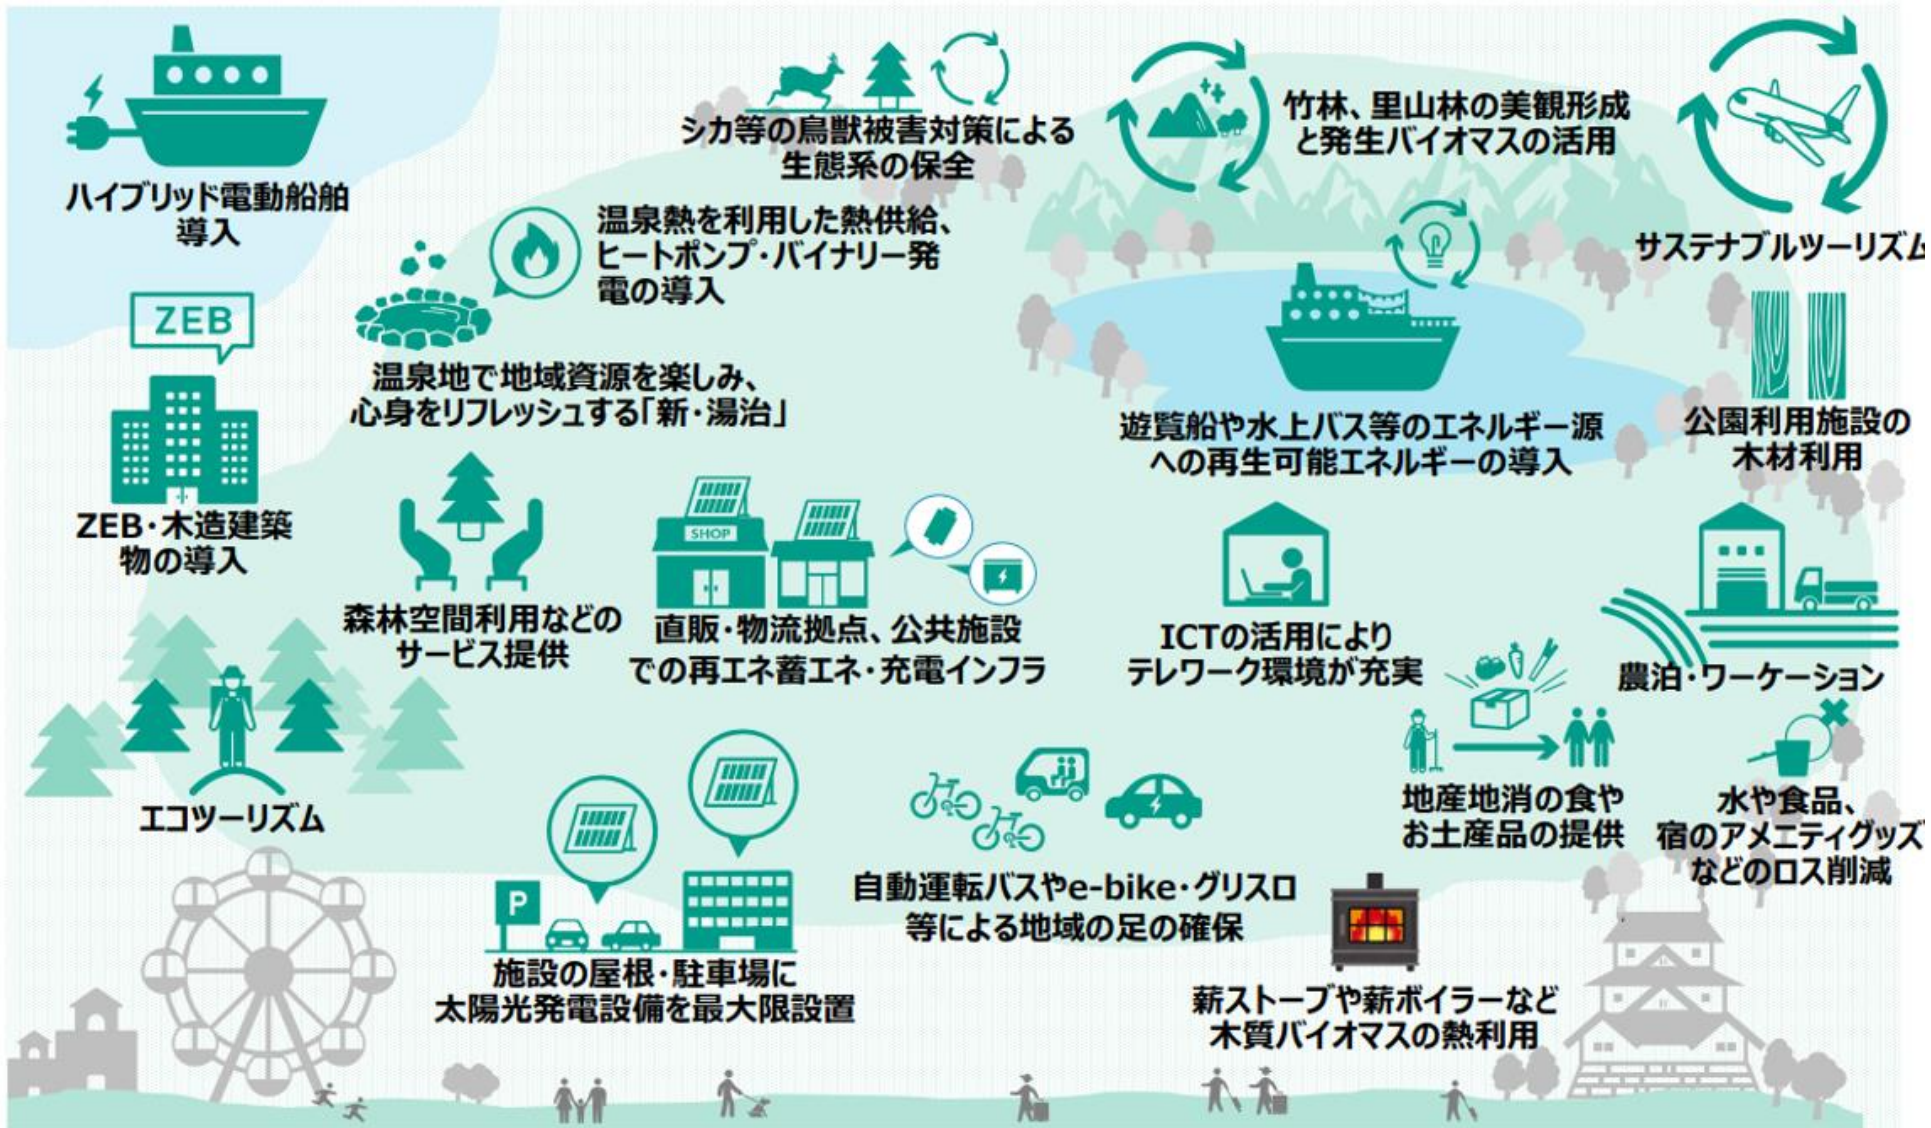 ハイブリッド電動船舶
導入
シカ等の鳥獣被害対策による
生態系の保全
竹林、里山林の美観形成
と発生バイオマスの活用
サステナブルツーリズム
温泉熱を利用した熱供給、
ヒートポンプ・バイナリー発
電の導入
ZEB
温泉地で地域資源を楽しみ、
心身をリフレッシュする「新・湯治」
遊覧船や水上バス等のエネルギー源
への再生可能エネルギーの導入
公園利用施設の
木材利用
ZEB・木造建築
物の導入
森林空間利用などの
サービス提供
SHOP
直販・物流拠点、公共施設
での再エネ蓄エネ・充電インフラ
ICTの活用により
テレワーク環境が充実
農泊・ワーケーション
エコツーリズム
地産地消の食や
お土産品の提供
水や食品、
宿のアメニティグッズ
などのロス削減
P
施設の屋根・駐車場に
太陽光発電設備を最大限設置
自動運転バスやe-bike・グリスロ
等による地域の足の確保
薪ストーブや薪ボイラーなど
木質バイオマスの熱利用